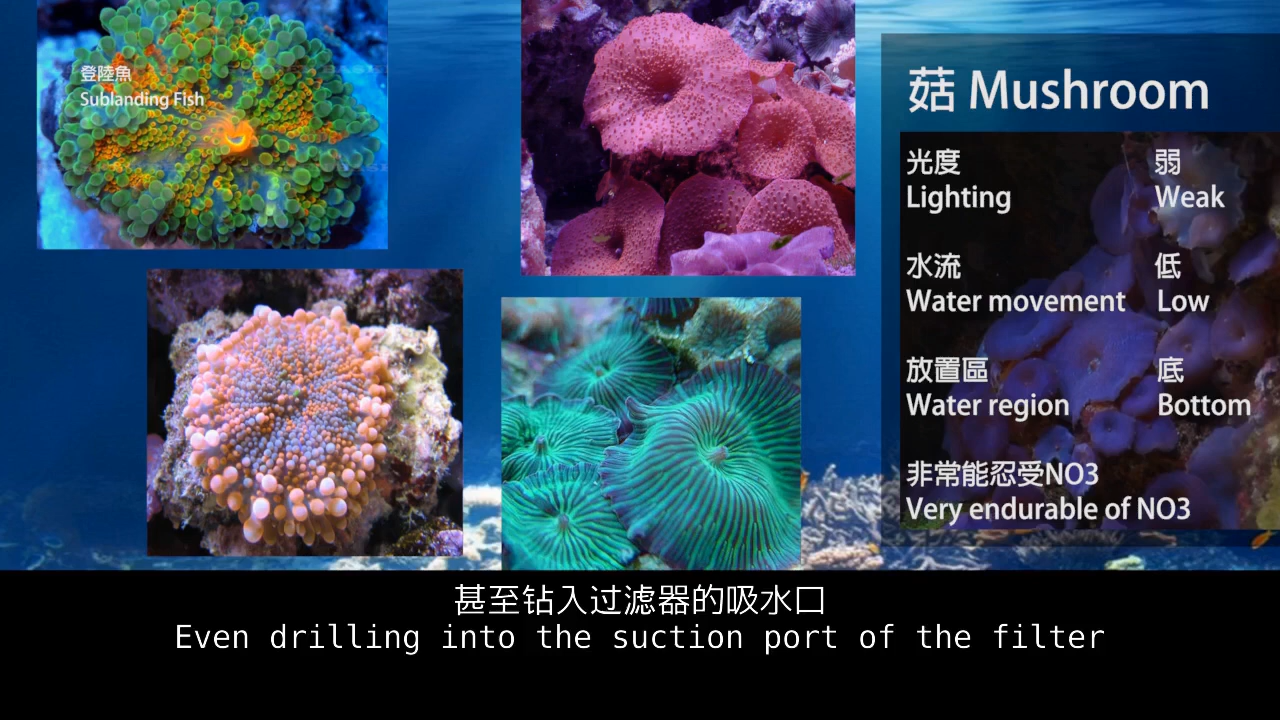 登陸魚
Sublanding Fish
菇 Mushroom
光度 弱
Lighting Weak
水流 低
Water movement Low
放置區 底
Water region Bottom
非常能忍受NO3
Very endurable of NO3
甚至钻入过滤器的吸水口
Even drilling into the suction port of the filter